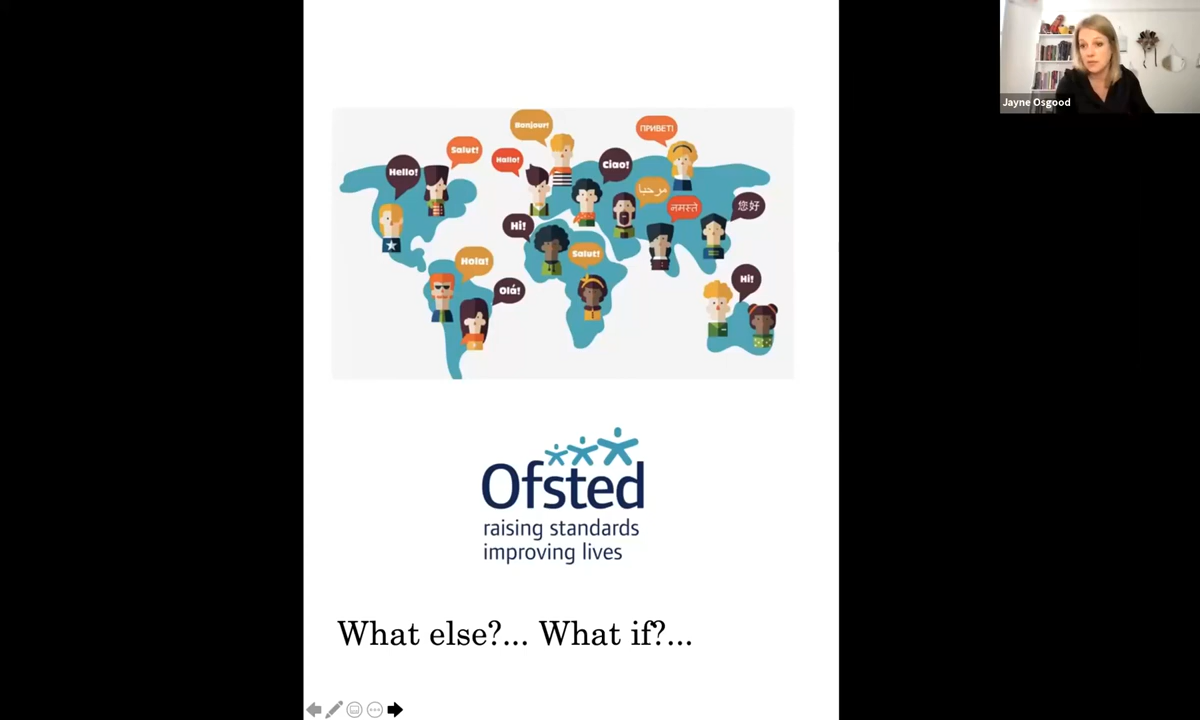 Jayne Osgood
Bonjour!
ПРИВЕТ!
Salut!
Hallo!
Ciao!
Hello!
مرحبا
नमस्ते
您好
Hi!
Salut!
Hola!
Hi!
Olá!
Ofsted
raising standards
improving lives
What else?... What if?...